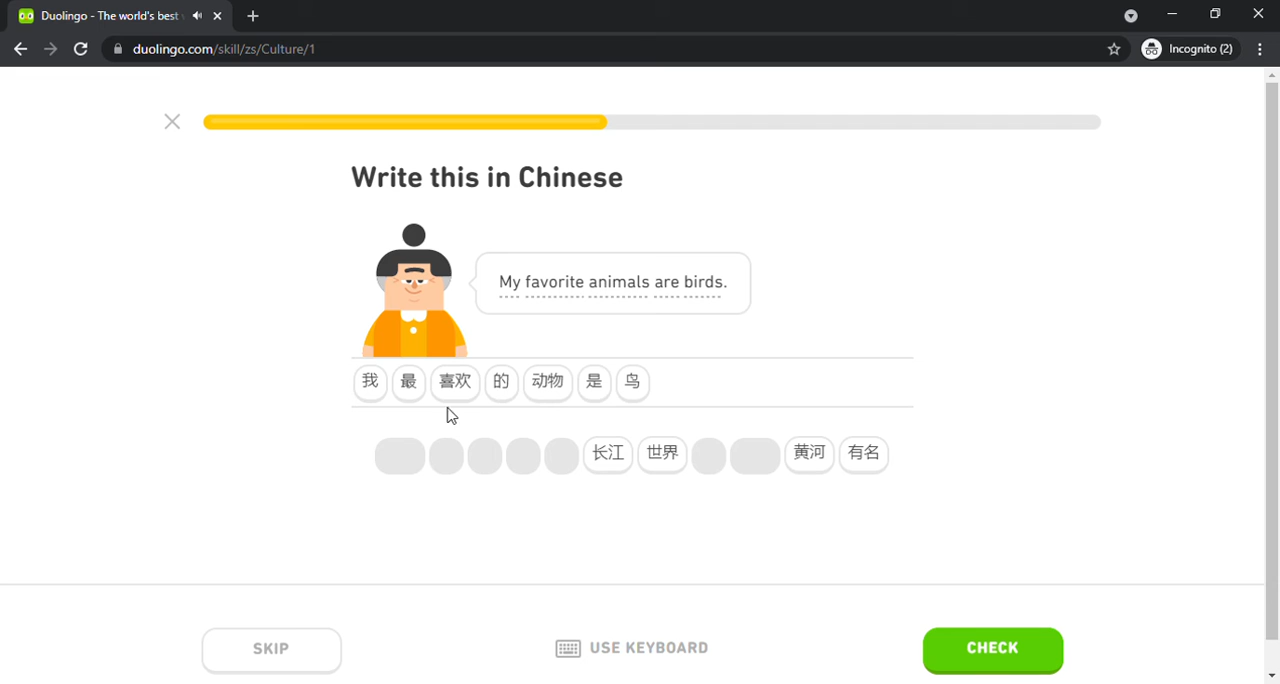 Duolingo - The world's best
Incognito (2)
duolingo.com/skill/zs/Culture/1
Write this in Chinese
My favorite animals are birds.
我 最 喜欢 的 动物 是 鸟
长江 世界 黄河 有名
SKIP USE KEYBOARD CHECK